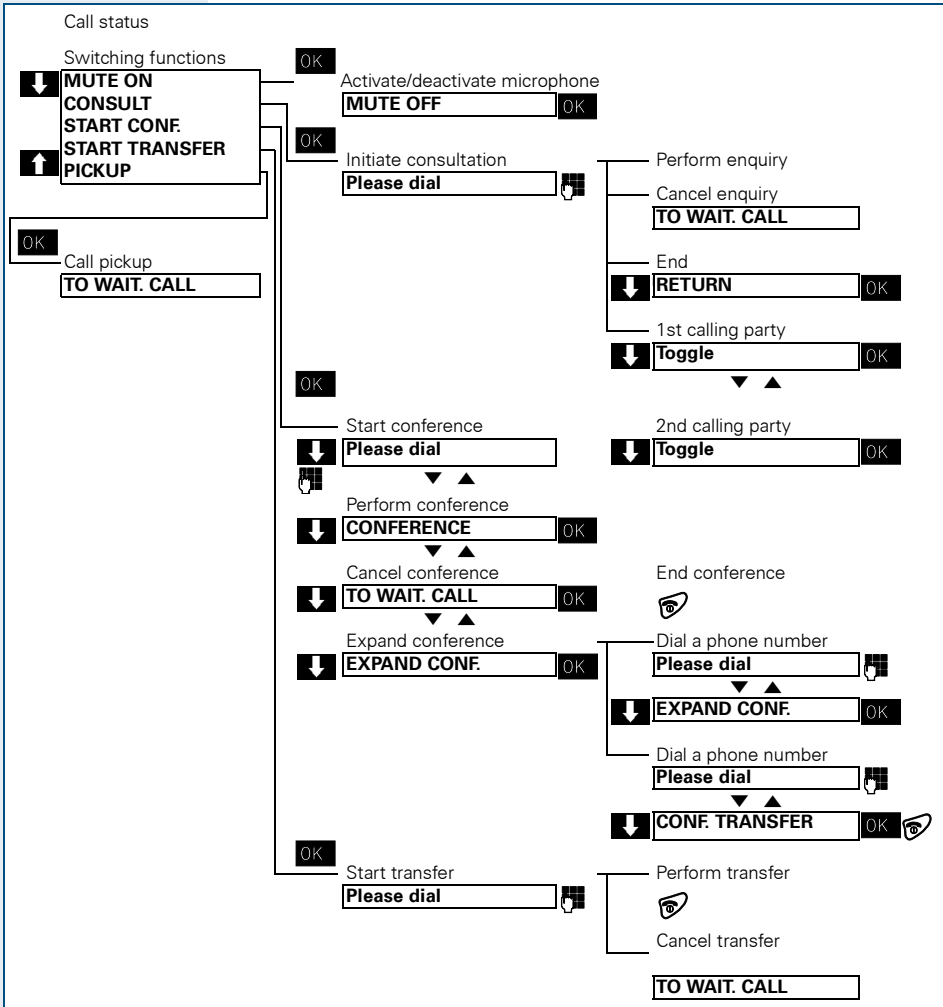 Call status
Switching functions
MUTE ON
CONSULT
START CONF.
START TRANSFER
PICKUP
OK
Call pickup
TO WAIT. CALL
OK
Activate/deactivate microphone
MUTE OFF OK
OK
Initiate consultation
Please dial
Perform enquiry
Cancel enquiry
TO WAIT. CALL
End
RETURN OK
1st calling party
Toggle OK
2nd calling party
Toggle OK
OK
Start conference
Please dial
Perform conference
CONFERENCE OK
Cancel conference
TO WAIT. CALL OK
End conference
Expand conference
EXPAND CONF. OK
Dial a phone number
Please dial
EXPAND CONF. OK
Dial a phone number
Please dial
CONF. TRANSFER OK
OK
Start transfer
Please dial
Perform transfer
Cancel transfer
TO WAIT. CALL